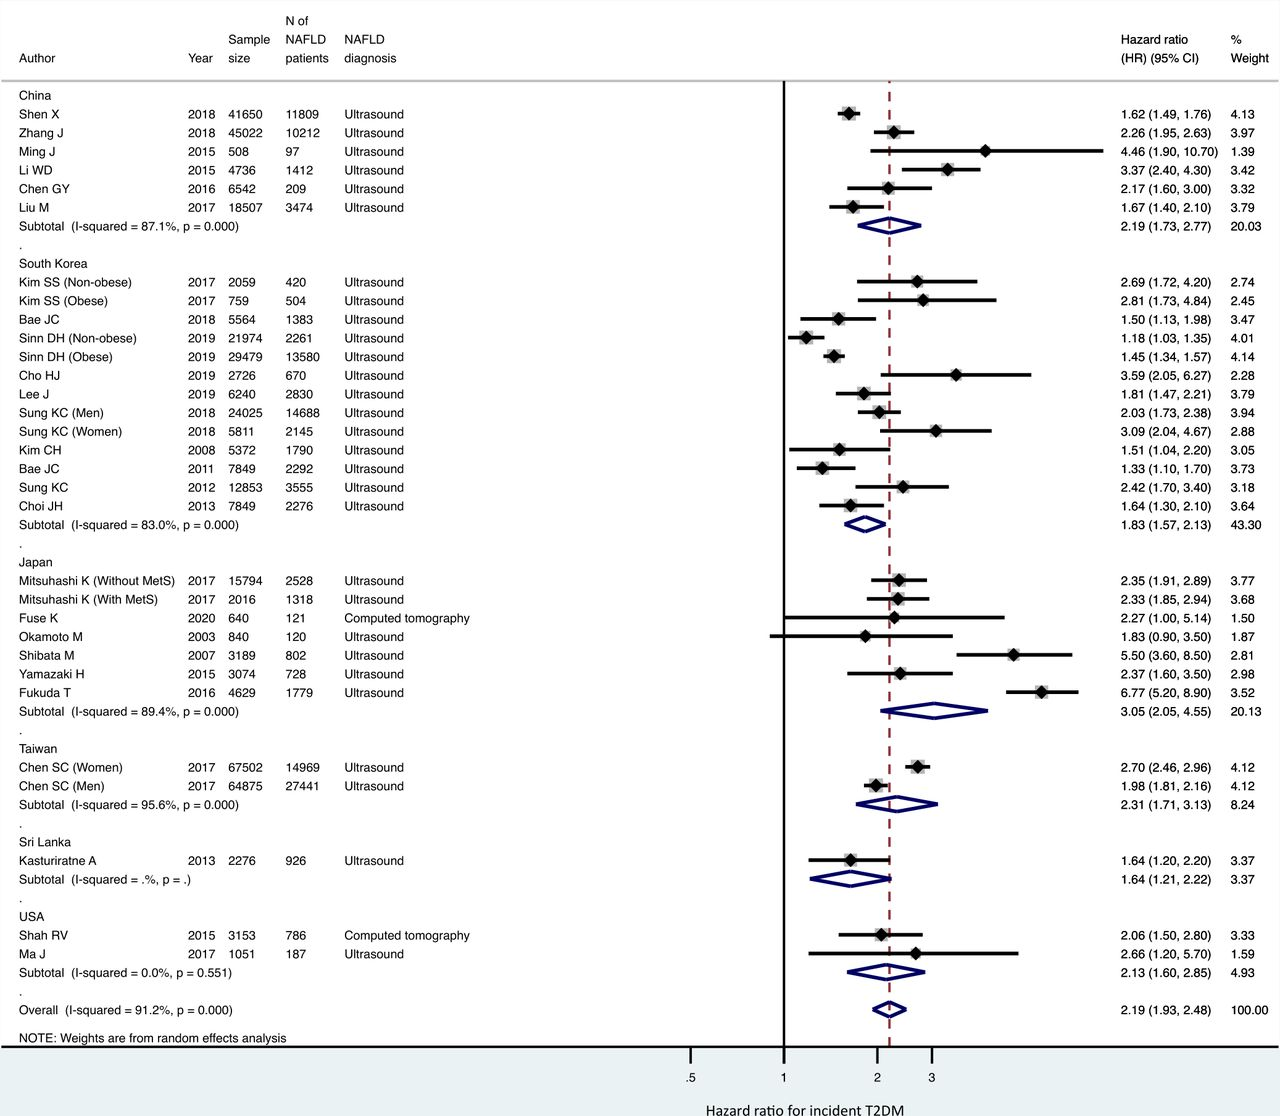 Author Year Sample size N of NAFLD patients NAFLD diagnosis Hazard ratio (HR) (95% CI) % Weight
China
Shen X 2018 41650 11809 Ultrasound 1.62 (1.49, 1.76) 4.13
Zhang J 2018 45022 10212 Ultrasound 2.26 (1.95, 2.63) 3.97
Ming J 2015 508 97 Ultrasound 4.46 (1.90, 10.70) 1.39
Li WD 2015 4736 1412 Ultrasound 3.37 (2.40, 4.30) 3.42
Chen GY 2016 6542 209 Ultrasound 2.17 (1.60, 3.00) 3.32
Liu M 2017 18507 3474 Ultrasound 1.67 (1.40, 2.10) 3.79
Subtotal (I-squared = 87.1%, p = 0.000) 2.19 (1.73, 2.77) 20.03
.
South Korea
Kim SS (Non-obese) 2017 2059 420 Ultrasound 2.69 (1.72, 4.20) 2.74
Kim SS (Obese) 2017 759 504 Ultrasound 2.81 (1.73, 4.84) 2.45
Bae JC 2018 5564 1383 Ultrasound 1.50 (1.13, 1.98) 3.47
Sinn DH (Non-obese) 2019 21974 2261 Ultrasound 1.18 (1.03, 1.35) 4.01
Sinn DH (Obese) 2019 29479 13580 Ultrasound 1.45 (1.34, 1.57) 4.14
Cho HJ 2019 2726 670 Ultrasound 3.59 (2.05, 6.27) 2.28
Lee J 2019 6240 2830 Ultrasound 1.81 (1.47, 2.21) 3.79
Sung KC (Men) 2018 24025 14688 Ultrasound 2.03 (1.73, 2.38) 3.94
Sung KC (Women) 2018 5811 2145 Ultrasound 3.09 (2.04, 4.67) 2.88
Kim CH 2008 5372 1790 Ultrasound 1.51 (1.04, 2.20) 3.05
Bae JC 2011 7849 2292 Ultrasound 1.33 (1.10, 1.70) 3.73
Sung KC 2012 12853 3555 Ultrasound 2.42 (1.70, 3.40) 3.18
Choi JH 2013 7849 2276 Ultrasound 1.64 (1.30, 2.10) 3.64
Subtotal (I-squared = 83.0%, p = 0.000) 1.83 (1.57, 2.13) 43.30
.
Japan
Mitsuhashi K (Without MetS) 2017 15794 2528 Ultrasound 2.35 (1.91, 2.89) 3.77
Mitsuhashi K (With MetS) 2017 2016 1318 Ultrasound 2.33 (1.85, 2.94) 3.68
Fuse K 2020 640 121 Computed tomography 2.27 (1.00, 5.14) 1.50
Okamoto M 2003 840 120 Ultrasound 1.83 (0.90, 3.50) 1.87
Shibata M 2007 3189 802 Ultrasound 5.50 (3.60, 8.50) 2.81
Yamazaki H 2015 3074 728 Ultrasound 2.37 (1.60, 3.50) 2.98
Fukuda T 2016 4629 1779 Ultrasound 6.77 (5.20, 8.90) 3.52
Subtotal (I-squared = 89.4%, p = 0.000) 3.05 (2.05, 4.55) 20.13
.
Taiwan
Chen SC (Women) 2017 67502 14969 Ultrasound 2.70 (2.46, 2.96) 4.12
Chen SC (Men) 2017 64875 27441 Ultrasound 1.98 (1.81, 2.16) 4.12
Subtotal (I-squared = 95.6%, p = 0.000) 2.31 (1.71, 3.13) 8.24
.
Sri Lanka
Kasturiratne A 2013 2276 926 Ultrasound 1.64 (1.20, 2.20) 3.37
Subtotal (I-squared = .%, p = .) 1.64 (1.21, 2.22) 3.37
.
USA
Shah RV 2015 3153 786 Computed tomography 2.06 (1.50, 2.80) 3.33
Ma J 2017 1051 187 Ultrasound 2.66 (1.20, 5.70) 1.59
Subtotal (I-squared = 0.0%, p = 0.551) 2.13 (1.60, 2.85) 4.93
.
Overall (I-squared = 91.2%, p = 0.000) 2.19 (1.93, 2.48) 100.00
NOTE: Weights are from random effects analysis
.5 1 2 3
Hazard ratio for incident T2DM